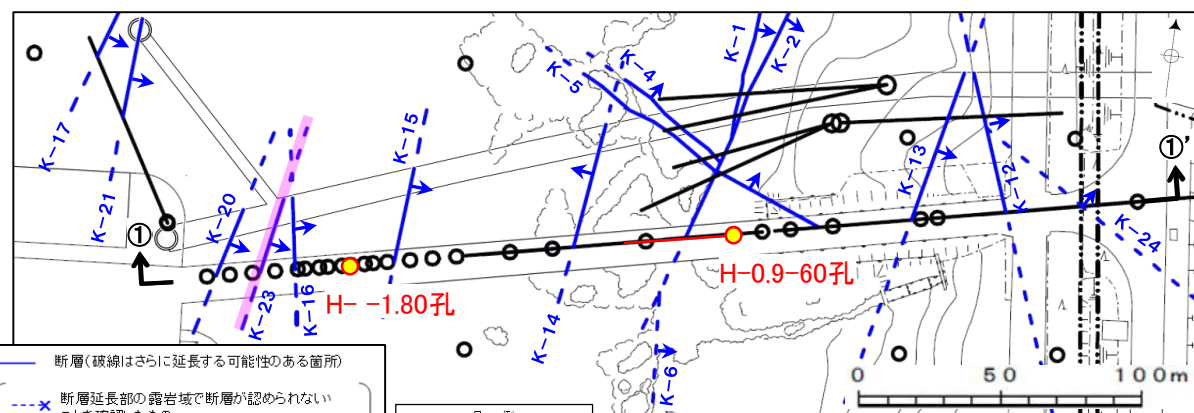 K-1
K-2
K-4
K-5
K-17
K-15
K-21
K-20
K-13
K-12
①'
①
K-24
H-0.9-60孔
K-23
K-16
H- -1.80孔
K-14
K-6
断層(破線はさらに延長する可能性のある箇所)
断層延長部の露岩域で断層が認められない
0 50 100m